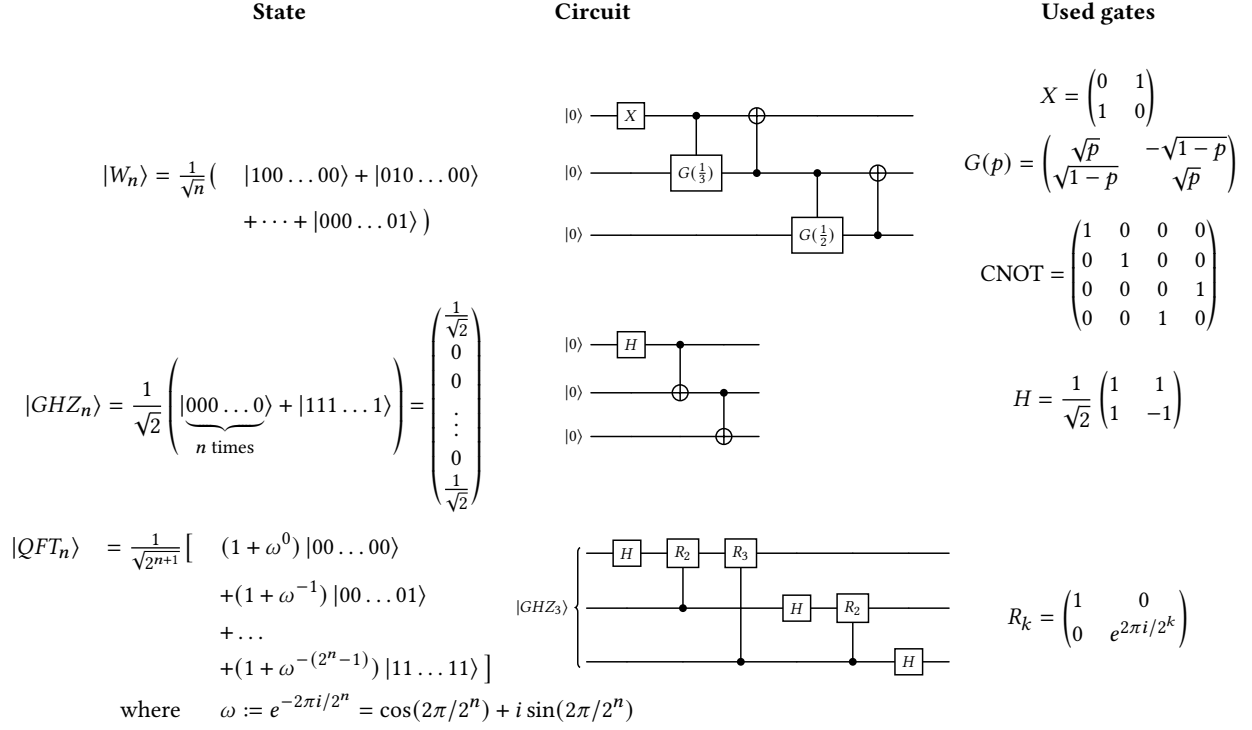 State Circuit Used gates
|W_n⟩ = 1/√n ( |100 … 00⟩ + |010 … 00⟩
+ · · · + |000 … 01⟩ )
|0⟩ X
|0⟩ G(1/3)
|0⟩ G(1/2)
X = (0 1
1 0)
G(p) = (√p −√1 − p
√1 − p √p)
CNOT = (1 0 0 0
0 1 0 0
0 0 0 1
0 0 1 0)
|GHZ_n⟩ = 1/√2 ( |000 … 0⟩ + |111 … 1⟩ ) = (1/√2
0
0
⋮
0
1/√2)
n times
|0⟩ H
|0⟩
|0⟩
H = 1/√2 (1 1
1 −1)
|QFT_n⟩ = 1/√2^{n+1} [ (1 + ω^0) |00 … 00⟩
+(1 + ω^{−1}) |00 … 01⟩
+ …
+(1 + ω^{−(2^n−1)}) |11 … 11⟩ ]
where ω := e^{−2πi/2^n} = cos(2π/2^n) + i sin(2π/2^n)
|GHZ_3⟩
H R_2 R_3
H R_2
H
R_k = (1 0
0 e^{2πi/2^k})